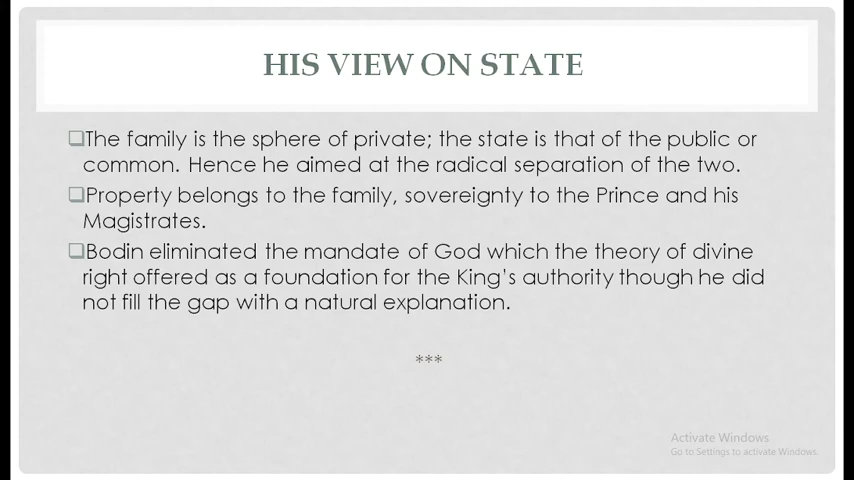 HIS VIEW ON STATE
❑The family is the sphere of private; the state is that of the public or
common. Hence he aimed at the radical separation of the two.
❑Property belongs to the family, sovereignty to the Prince and his
Magistrates.
❑Bodin eliminated the mandate of God which the theory of divine
right offered as a foundation for the King's authority though he did
not fill the gap with a natural explanation.
***
Activate Windows
Go to Settings to activate Windows.